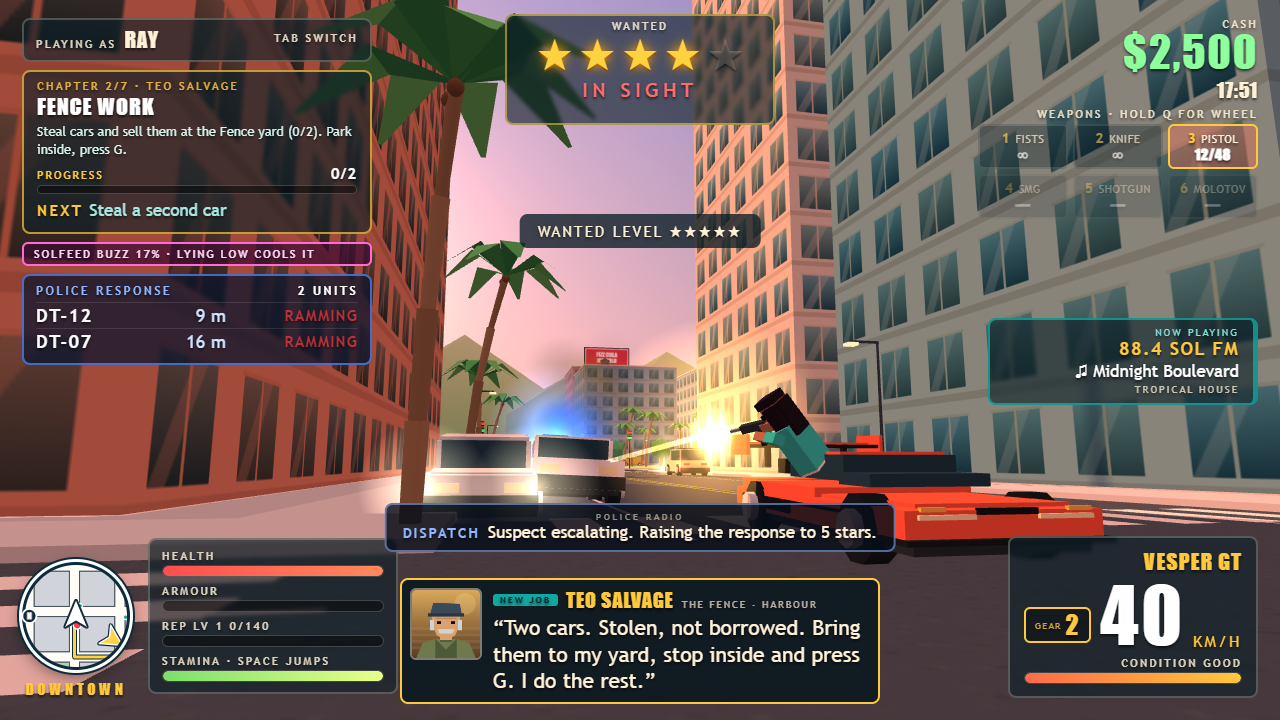 PLAYING AS RAY TAB SWITCH
CHAPTER 2/7 · TEO SALVAGE
FENCE WORK
Steal cars and sell them at the Fence yard (0/2). Park
inside, press G.
PROGRESS 0/2
NEXT Steal a second car
SOLFEED BUZZ 17% · LYING LOW COOLS IT
POLICE RESPONSE 2 UNITS
DT-12 9 m RAMMING
DT-07 16 m RAMMING
WANTED
★★★★★
IN SIGHT
WANTED LEVEL ★★★★★
CASH
$2,500
17:51
WEAPONS · HOLD Q FOR WHEEL
1 FISTS ∞
2 KNIFE ∞
3 PISTOL 12/48
4 SMG —
5 SHOTGUN —
6 MOLOTOV —
NOW PLAYING
88.4 SOL FM
♫ Midnight Boulevard
TROPICAL HOUSE
POLICE RADIO
DISPATCH Suspect escalating. Raising the response to 5 stars.
HEALTH
ARMOUR
REP LV 1 0/140
STAMINA · SPACE JUMPS
DOWNTOWN
NEW JOB TEO SALVAGE THE FENCE · HARBOUR
“Two cars. Stolen, not borrowed. Bring
them to my yard, stop inside and press
G. I do the rest.”
VESPER GT
GEAR 2 40 KM/H
CONDITION GOOD